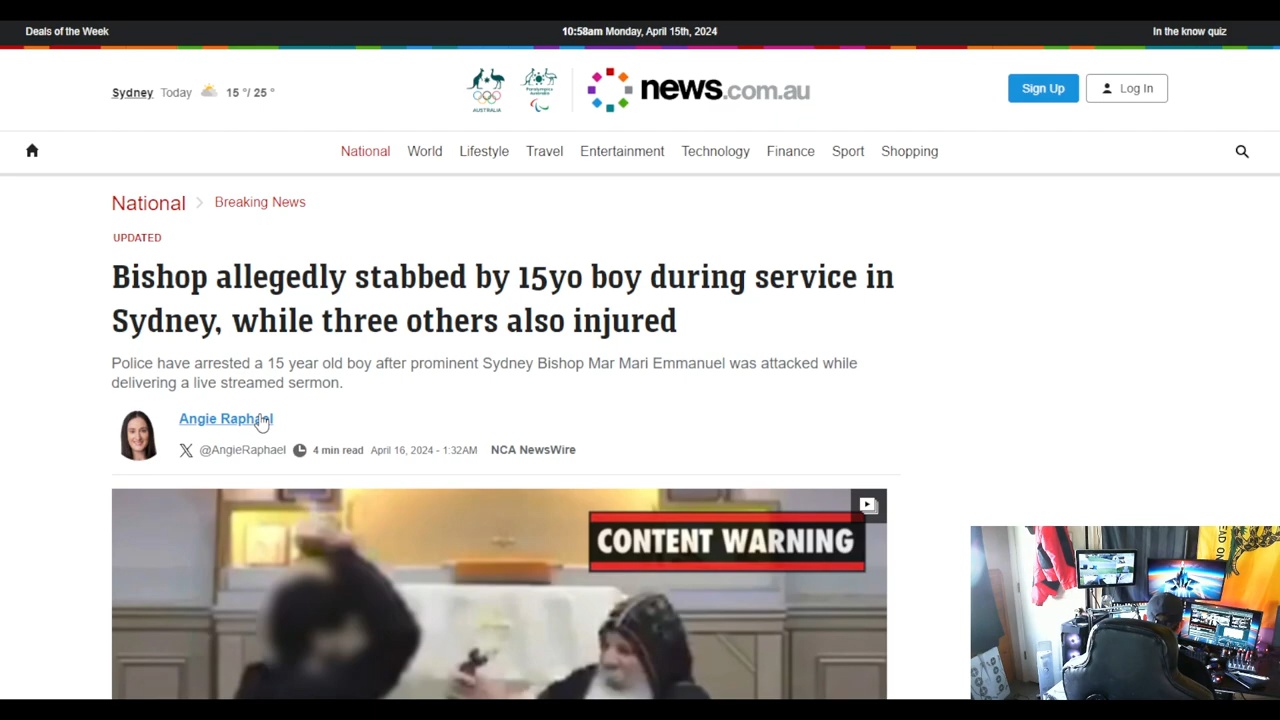 Deals of the Week
10:58am Monday, April 15th, 2024
In the know quiz
Sydney Today 15 °/ 25 °
AUSTRALIA
news.com.au
Sign Up
Log In
National World Lifestyle Travel Entertainment Technology Finance Sport Shopping
National > Breaking News
UPDATED
Bishop allegedly stabbed by 15yo boy during service in
Sydney, while three others also injured
Police have arrested a 15 year old boy after prominent Sydney Bishop Mar Mari Emmanuel was attacked while
delivering a live streamed sermon.
Angie Raphael
@AngieRaphael 4 min read April 16, 2024 - 1:32AM NCA NewsWire
CONTENT WARNING